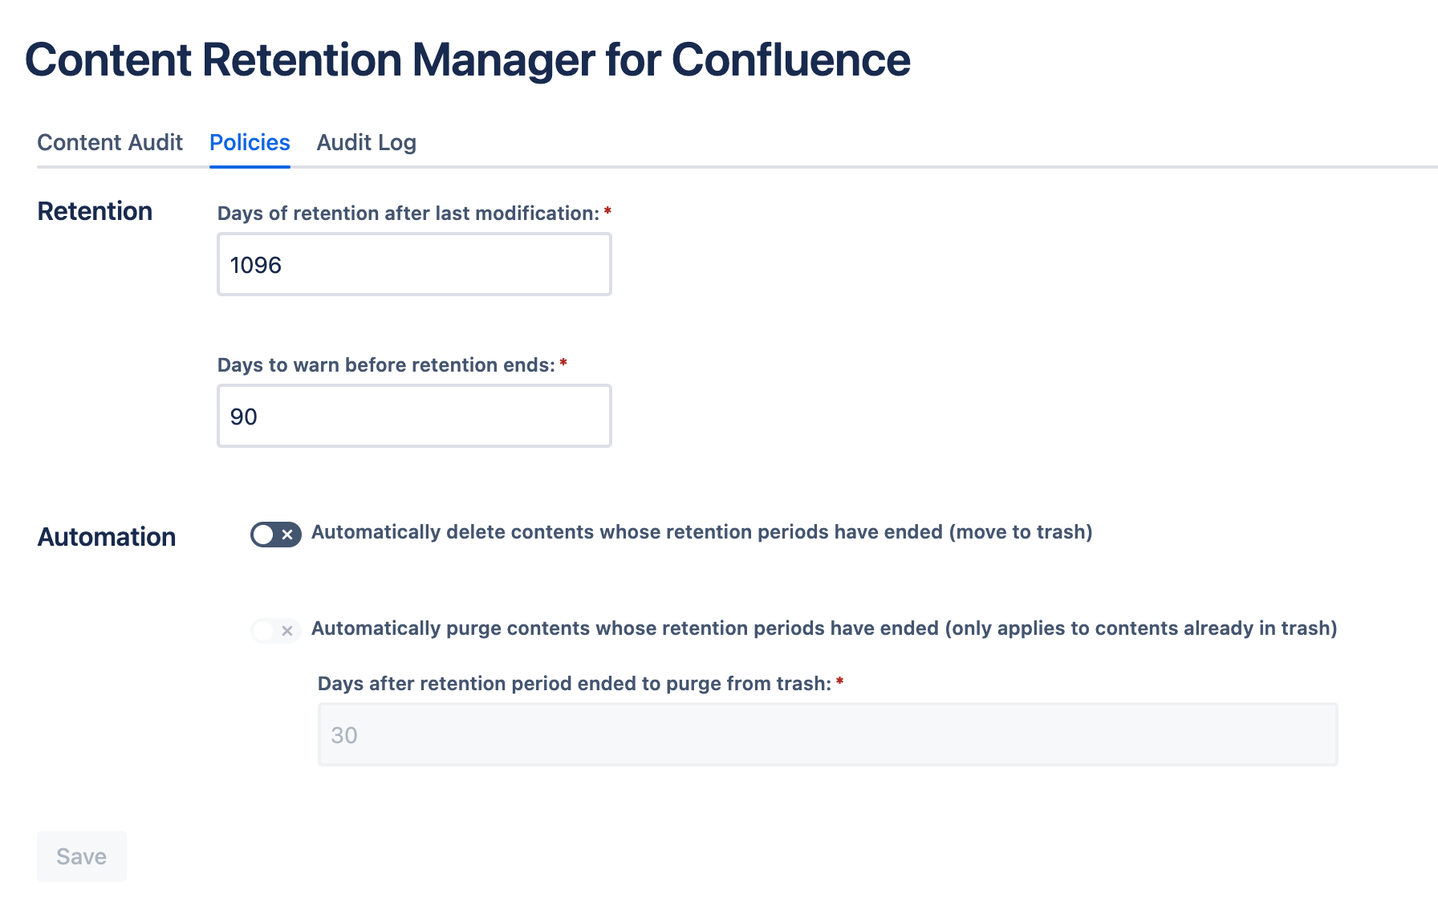 Content Retention Manager for Confluence
Content Audit Policies Audit Log
Retention
Days of retention after last modification: *
1096
Days to warn before retention ends: *
90
Automation
Automatically delete contents whose retention periods have ended (move to trash)
Automatically purge contents whose retention periods have ended (only applies to contents already in trash)
Days after retention period ended to purge from trash: *
30
Save